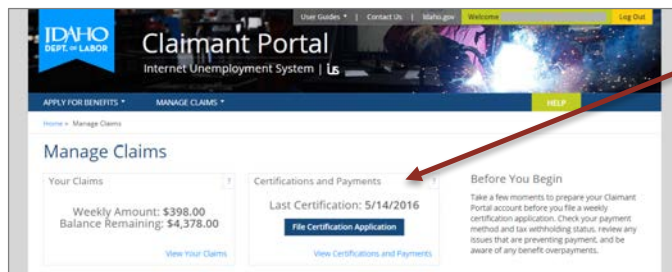 User Guides | Contact Us | Idaho.gov Welcome Log Out
IDAHO
DEPT. OF LABOR
Claimant Portal
Internet Unemployment System | ius
APPLY FOR BENEFITS MANAGE CLAIMS HELP
Home » Manage Claims
Manage Claims
Your Claims ?
Weekly Amount: $398.00
Balance Remaining: $4,378.00
View Your Claims
Certifications and Payments ?
Last Certification: 5/14/2016
File Certification Application
View Certifications and Payments
Before You Begin
Take a few moments to prepare your Claimant
Portal account before you file a weekly
certification application. Check your payment
method and tax withholding status, review any
issues that are preventing payment, and be
aware of any benefit overpayments.